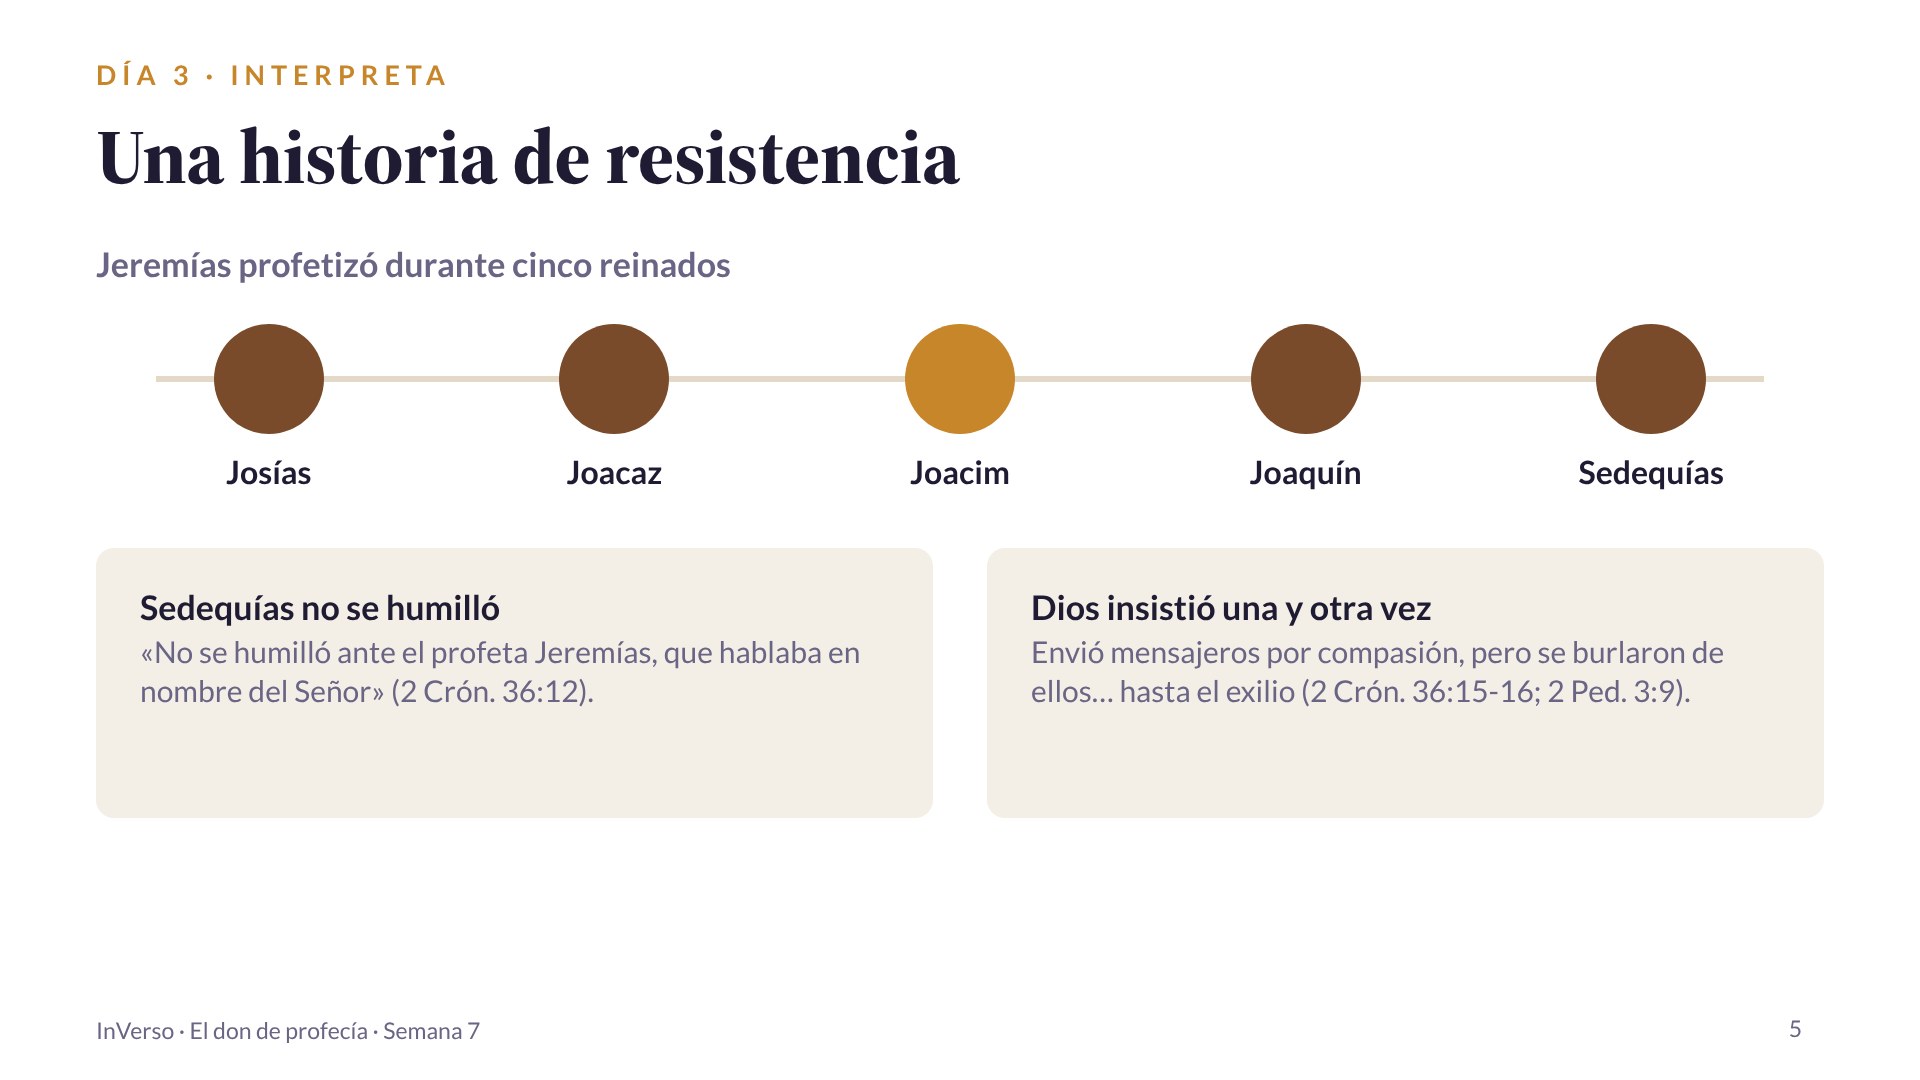 DÍA 3 · INTERPRETA
Una historia de resistencia
Jeremías profetizó durante cinco reinados
Josías
Joacaz
Joacim
Joaquín
Sedequías
Sedequías no se humilló
«No se humilló ante el profeta Jeremías, que hablaba en
nombre del Señor» (2 Crón. 36:12).
Dios insistió una y otra vez
Envió mensajeros por compasión, pero se burlaron de
ellos… hasta el exilio (2 Crón. 36:15-16; 2 Ped. 3:9).
InVerso · El don de profecía · Semana 7
5